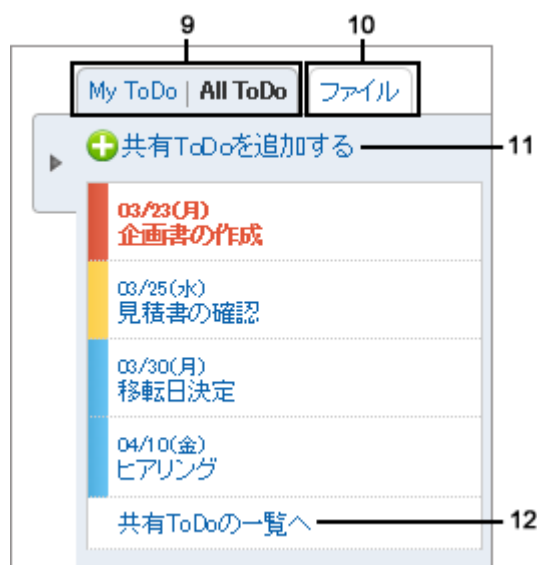 9 10
My ToDo | All ToDo ファイル
共有ToDoを追加する 11
03/23(月)
企画書の作成
03/25(水)
見積書の確認
03/30(月)
移転日決定
04/10(金)
ヒアリング
共有ToDoの一覧へ 12